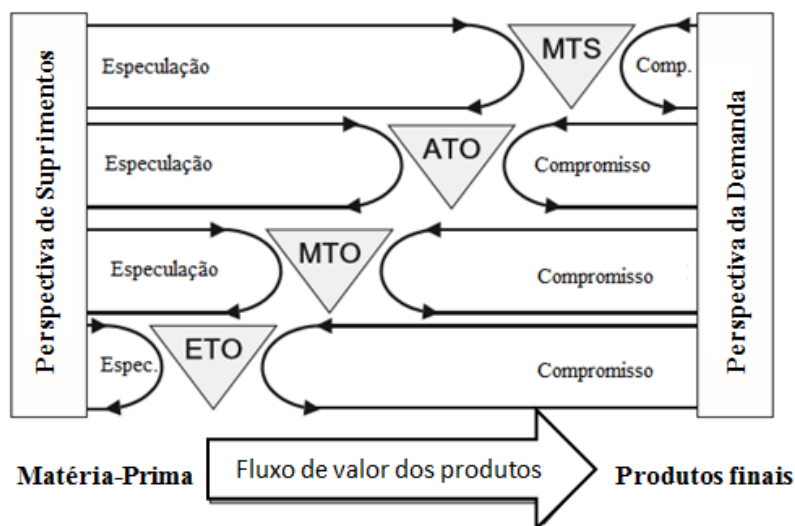 Perspectiva de Suprimentos
Especulação
MTS
Comp.
Especulação
ATO
Compromisso
Especulação
MTO
Compromisso
Espec.
ETO
Compromisso
Perspectiva da Demanda
Matéria-Prima
Fluxo de valor dos produtos
Produtos finais